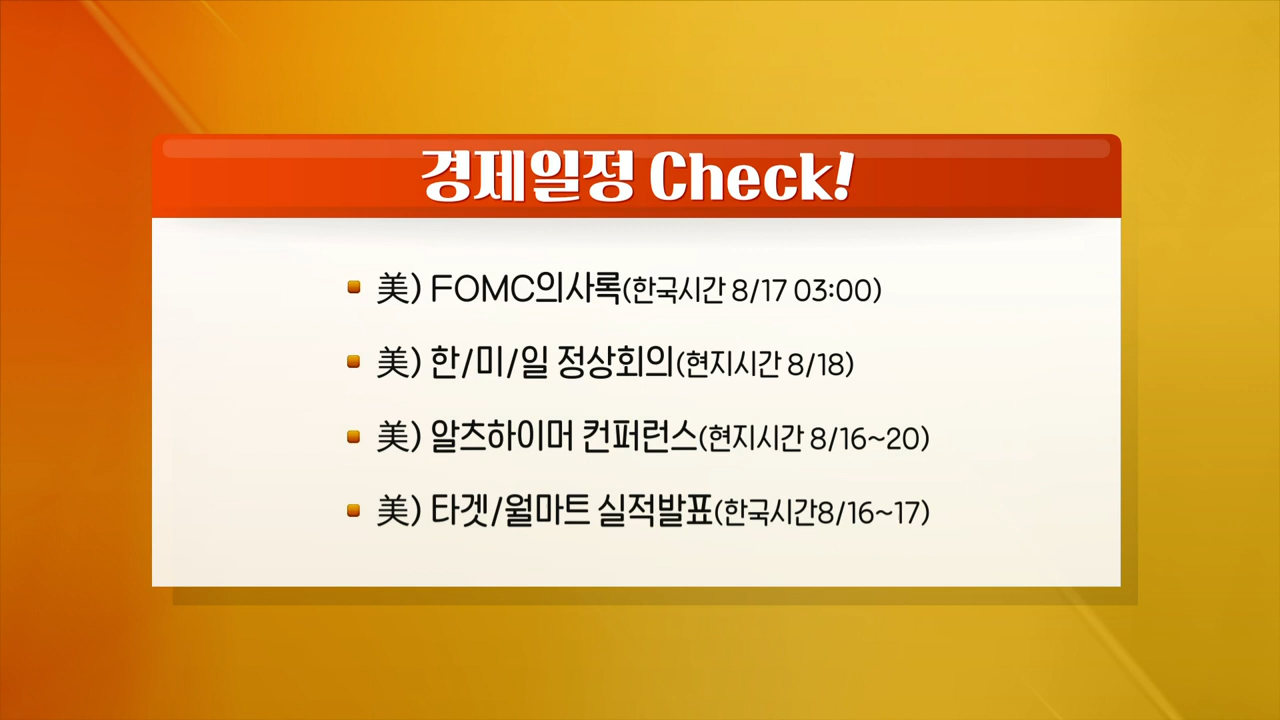 경제일정 Check!
美) FOMC의사록(한국시간 8/17 03:00)
美) 한/미/일 정상회의(현지시간 8/18)
美) 알츠하이머 컨퍼런스(현지시간 8/16~20)
美) 타겟/월마트 실적발표(한국시간8/16~17)